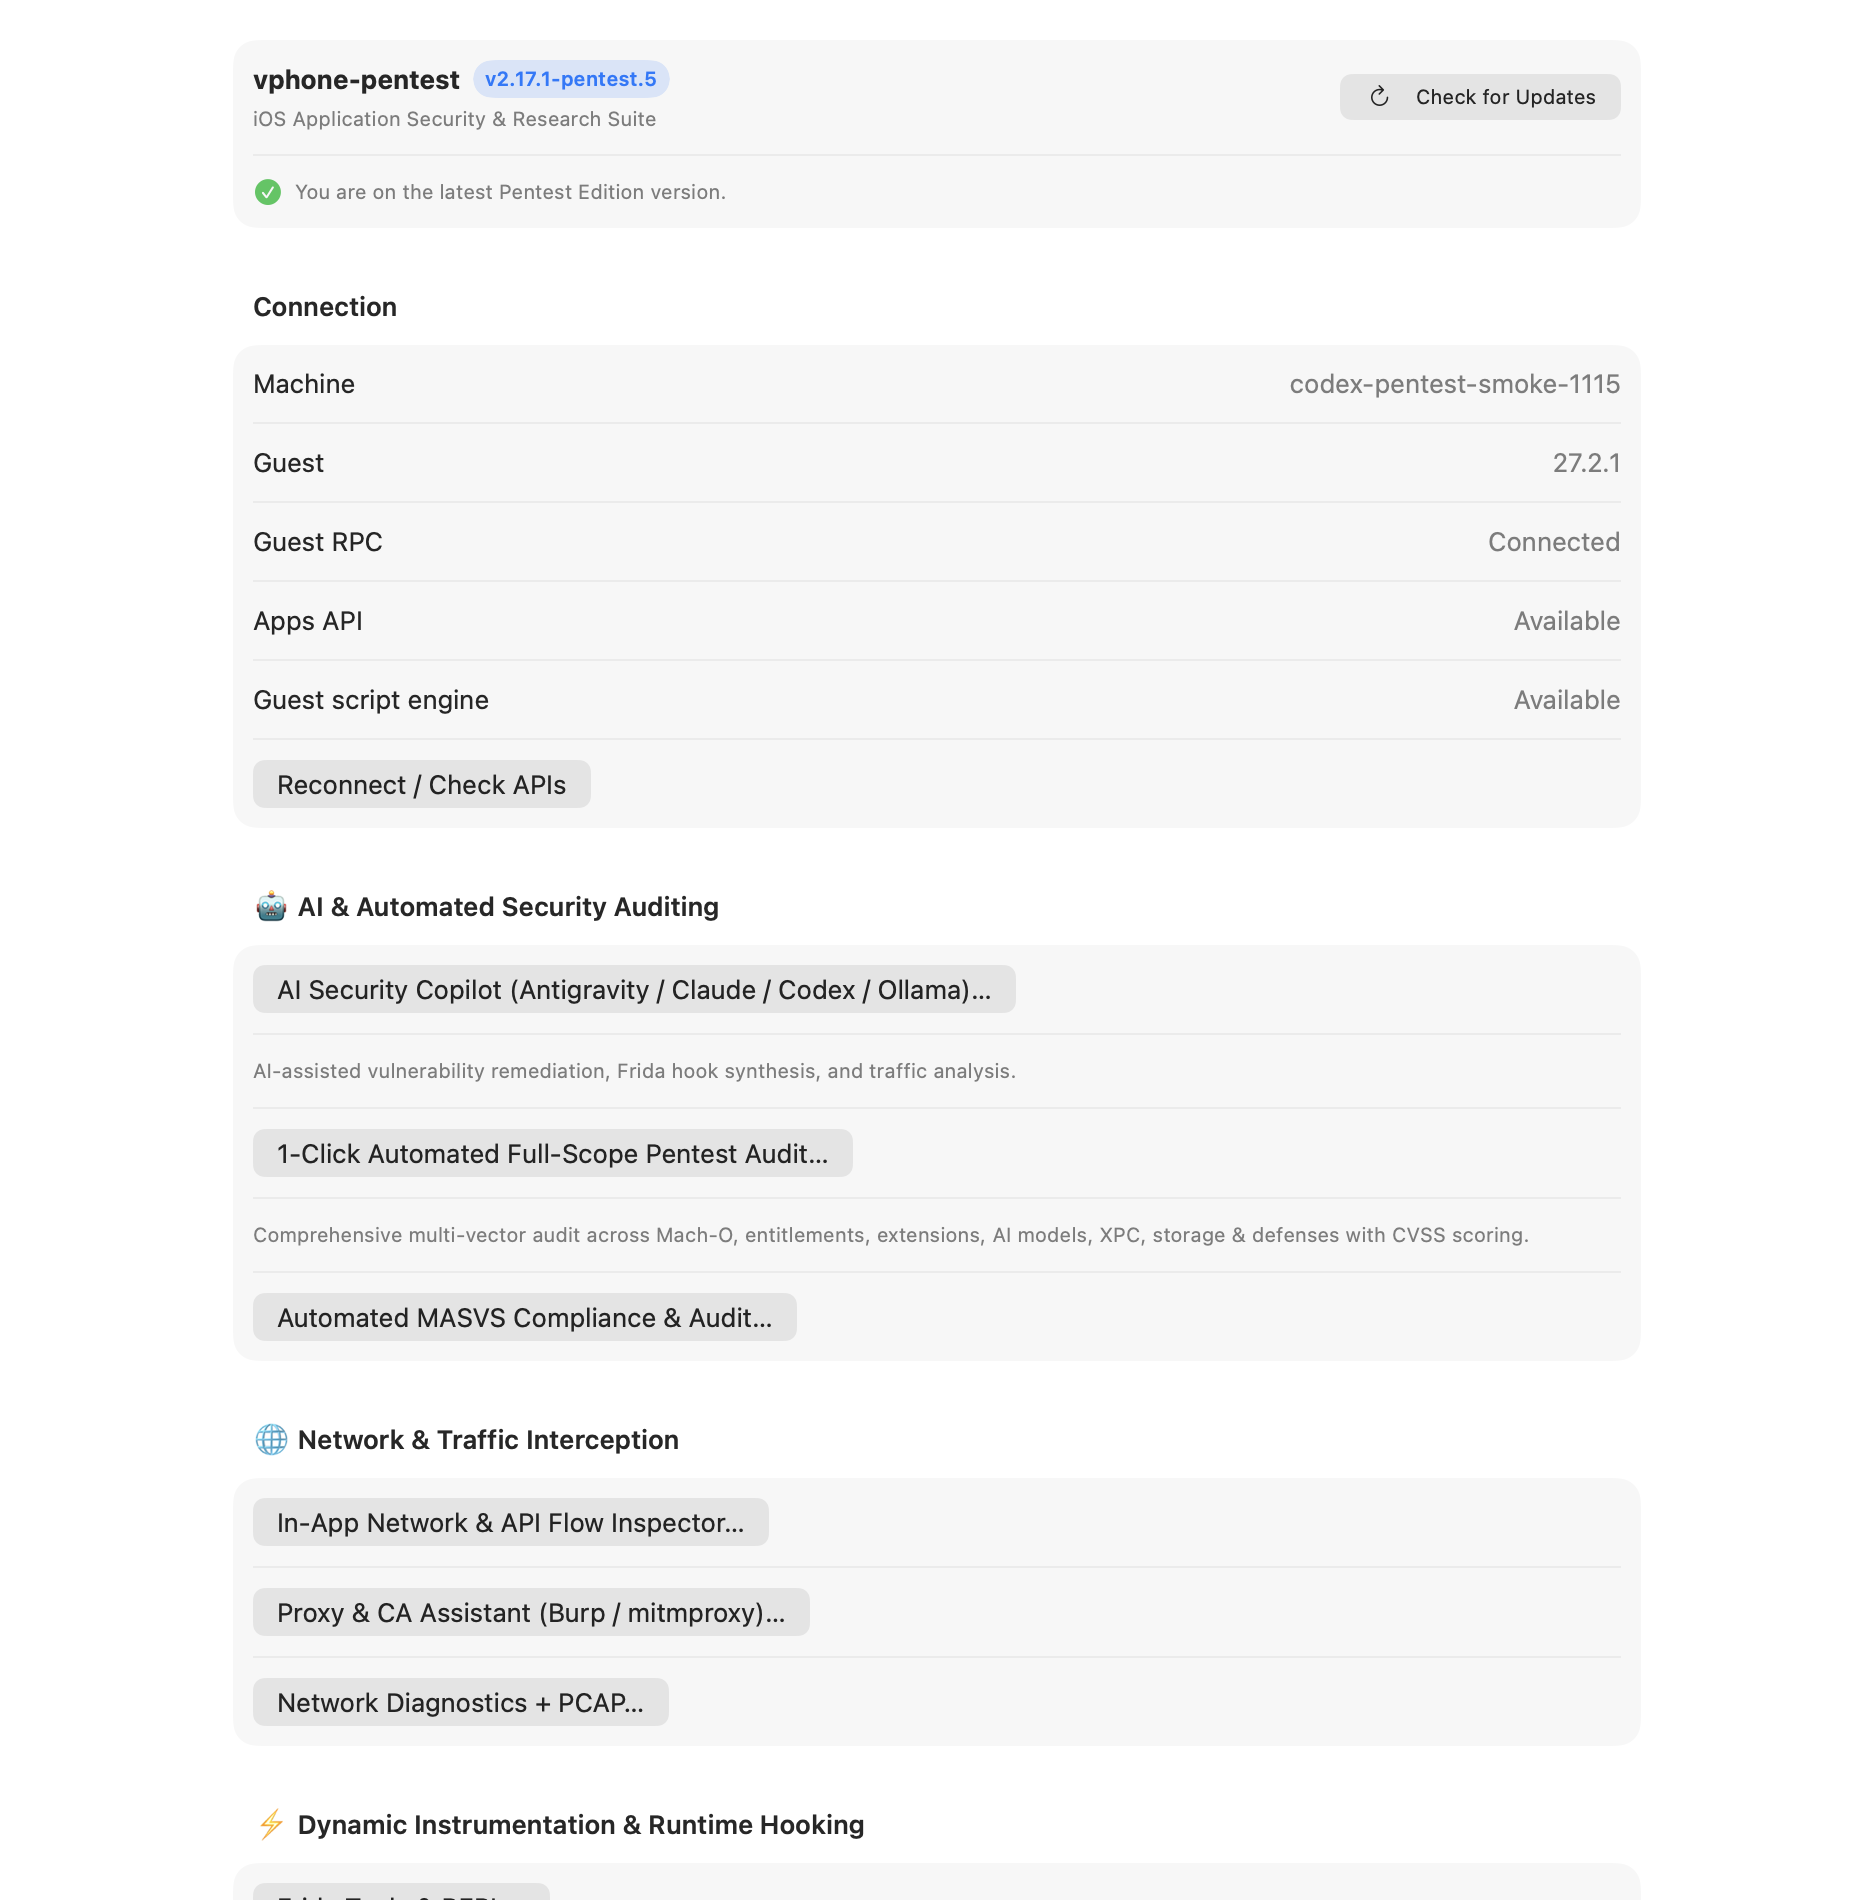 vphone-pentest v2.17.1-pentest.5
iOS Application Security & Research Suite
Check for Updates
You are on the latest Pentest Edition version.
Connection
Machine codex-pentest-smoke-1115
Guest 27.2.1
Guest RPC Connected
Apps API Available
Guest script engine Available
Reconnect / Check APIs
AI & Automated Security Auditing
AI Security Copilot (Antigravity / Claude / Codex / Ollama)...
AI-assisted vulnerability remediation, Frida hook synthesis, and traffic analysis.
1-Click Automated Full-Scope Pentest Audit...
Comprehensive multi-vector audit across Mach-O, entitlements, extensions, AI models, XPC, storage & defenses with CVSS scoring.
Automated MASVS Compliance & Audit...
Network & Traffic Interception
In-App Network & API Flow Inspector...
Proxy & CA Assistant (Burp / mitmproxy)...
Network Diagnostics + PCAP...
Dynamic Instrumentation & Runtime Hooking